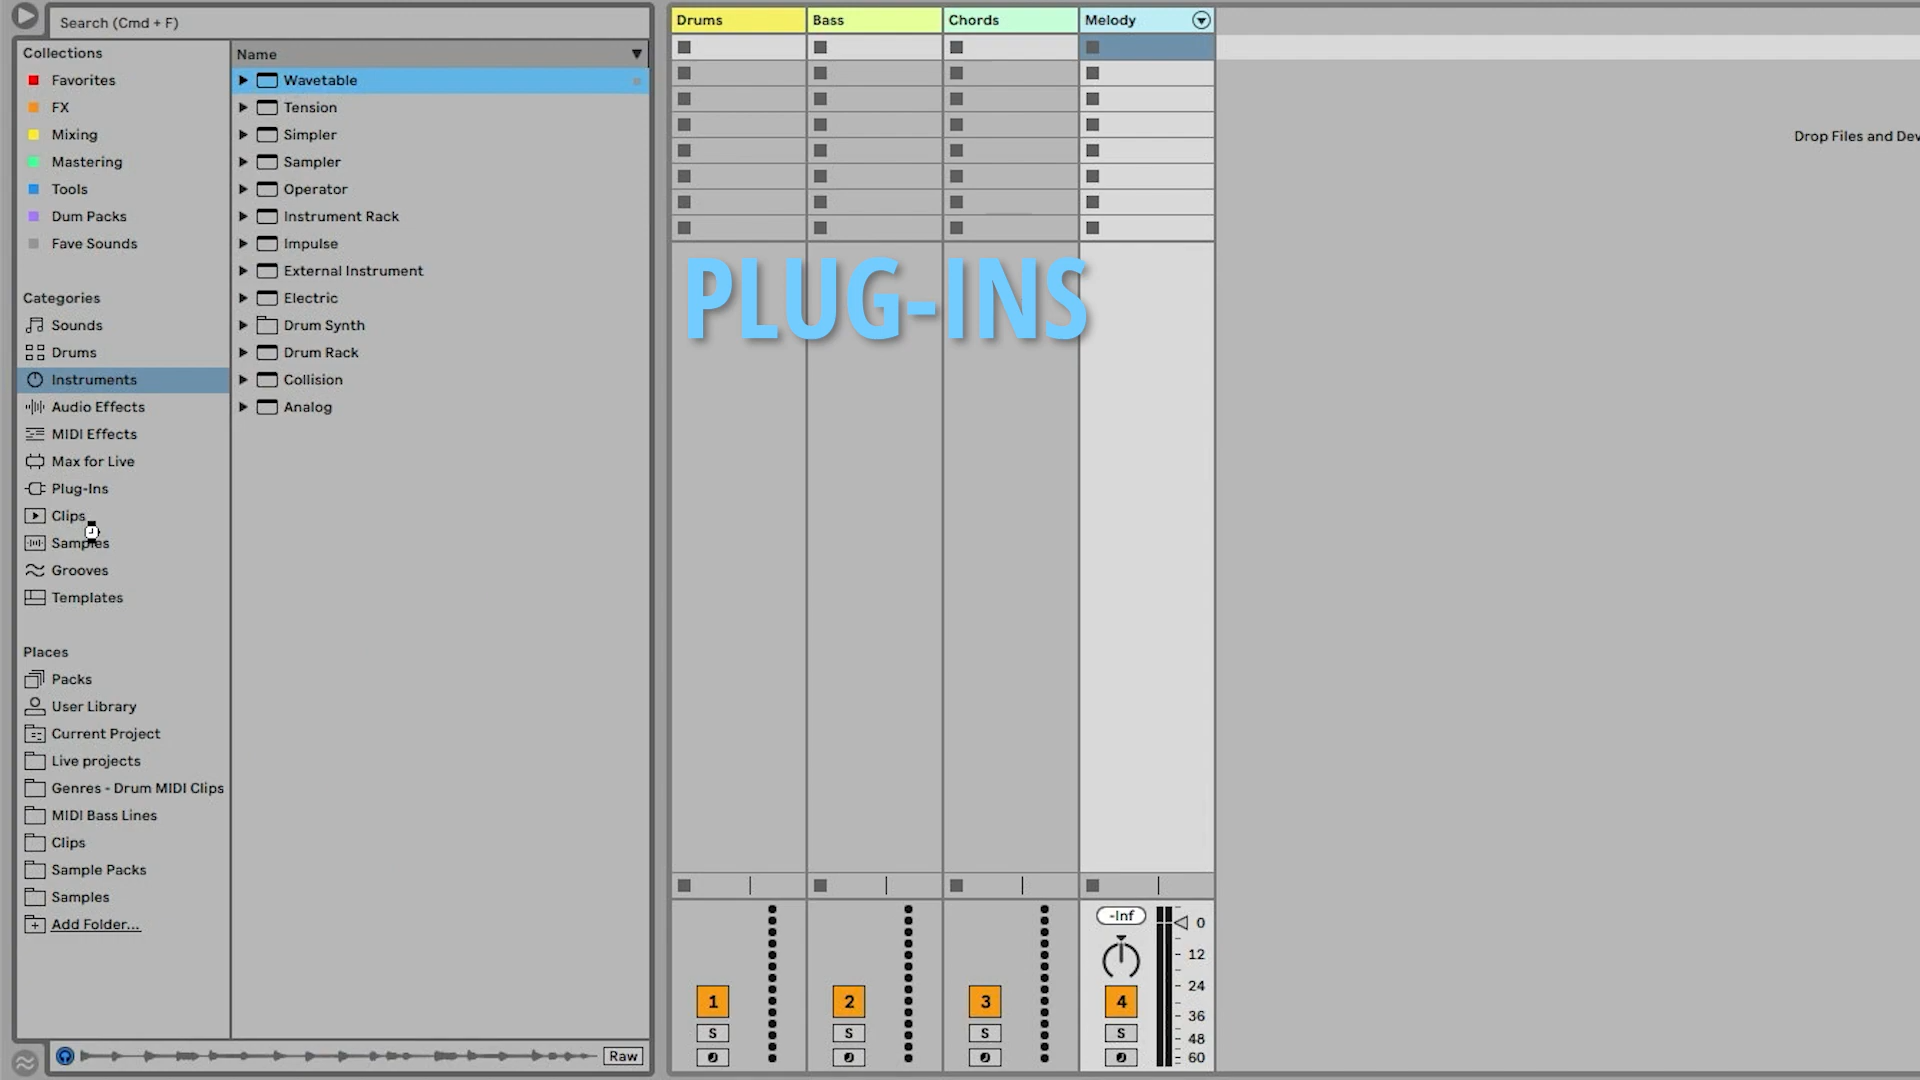 Search (Cmd + F)
Collections
Favorites
FX
Mixing
Mastering
Tools
Dum Packs
Fave Sounds
Categories
Sounds
Drums
Instruments
Audio Effects
MIDI Effects
Max for Live
Plug-Ins
Clips
Samples
Grooves
Templates
Places
Packs
User Library
Current Project
Live projects
Genres - Drum MIDI Clips
MIDI Bass Lines
Clips
Sample Packs
Samples
Add Folder...
Name
Wavetable
Tension
Simpler
Sampler
Operator
Instrument Rack
Impulse
External Instrument
Electric
Drum Synth
Drum Rack
Collision
Analog
Raw
Drums Bass Chords Melody
Drop Files and Dev
PLUG-INS
-Inf
0
12
24
36
48
60
1 2 3 4
S S S S